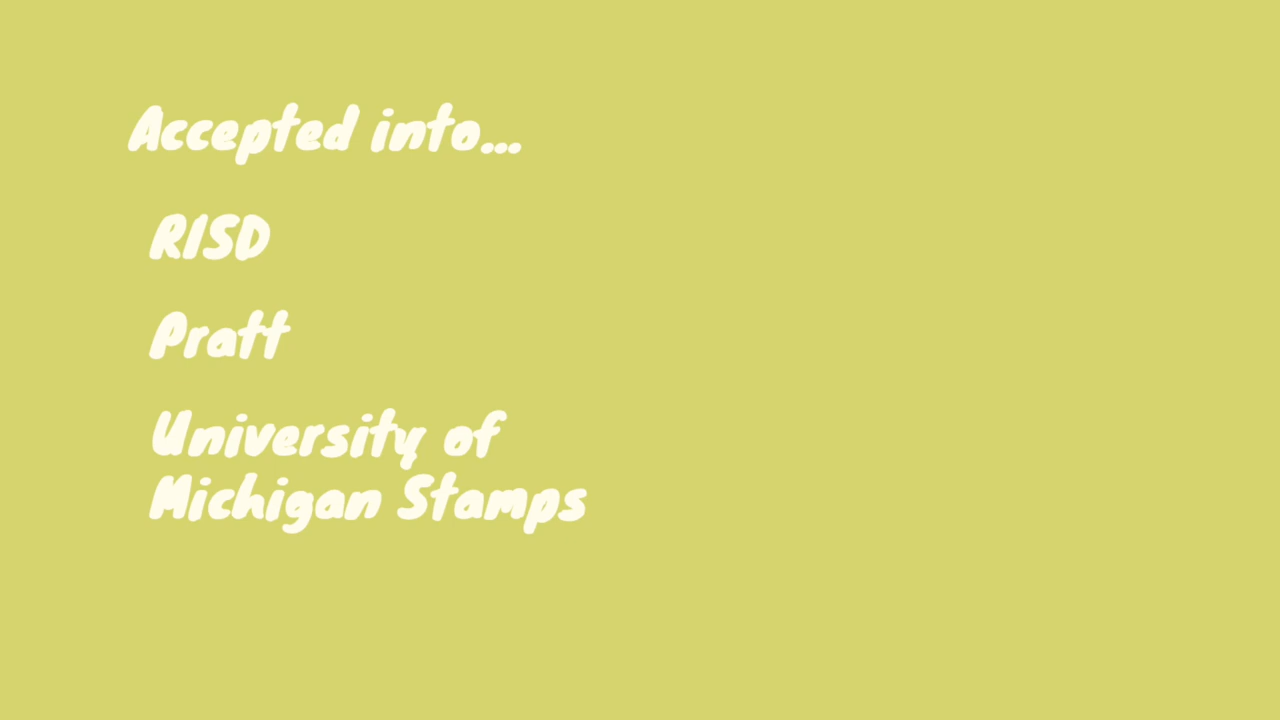 Accepted into...
RISD
Pratt
University of
Michigan Stamps